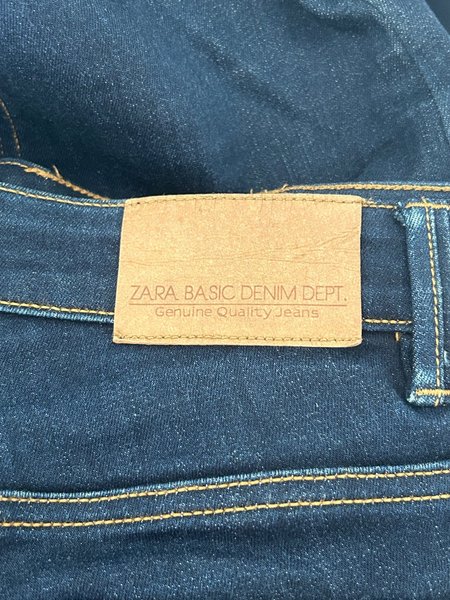 ZARA BASIC DENIM DEPT.
Genuine Quality Jeans